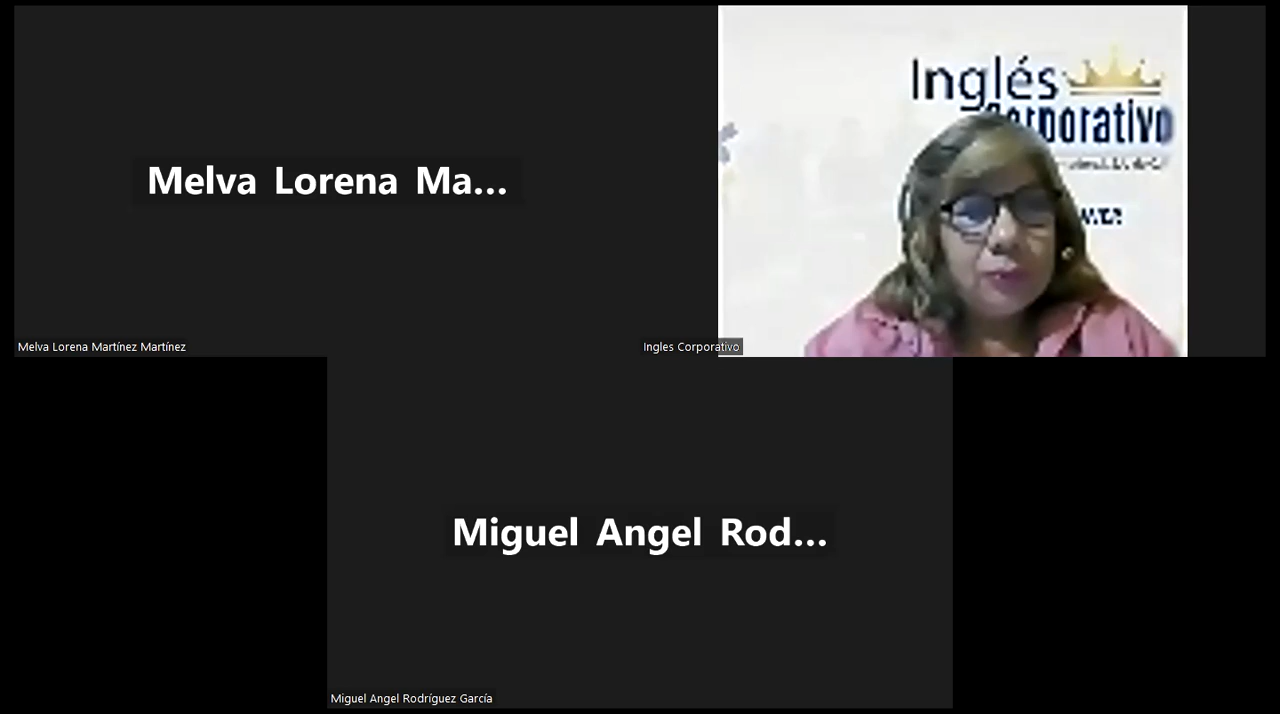 Melva Lorena Ma...
Melva Lorena Martínez Martínez
Inglés
Corporativo
Ingles Corporativo
Miguel Angel Rod...
Miguel Angel Rodríguez García